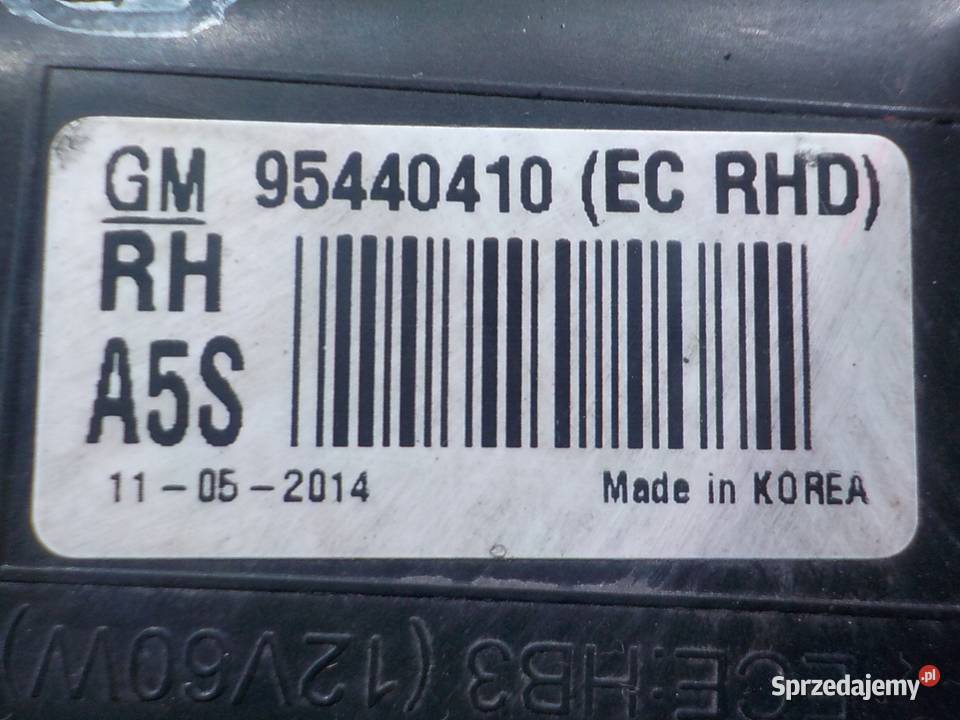 GM 95440410 (EC RHD)
RH
A5S
11-05-2014 Made in KOREA
ECE:HB3 (12V60W)
Sprzedajemy.pl